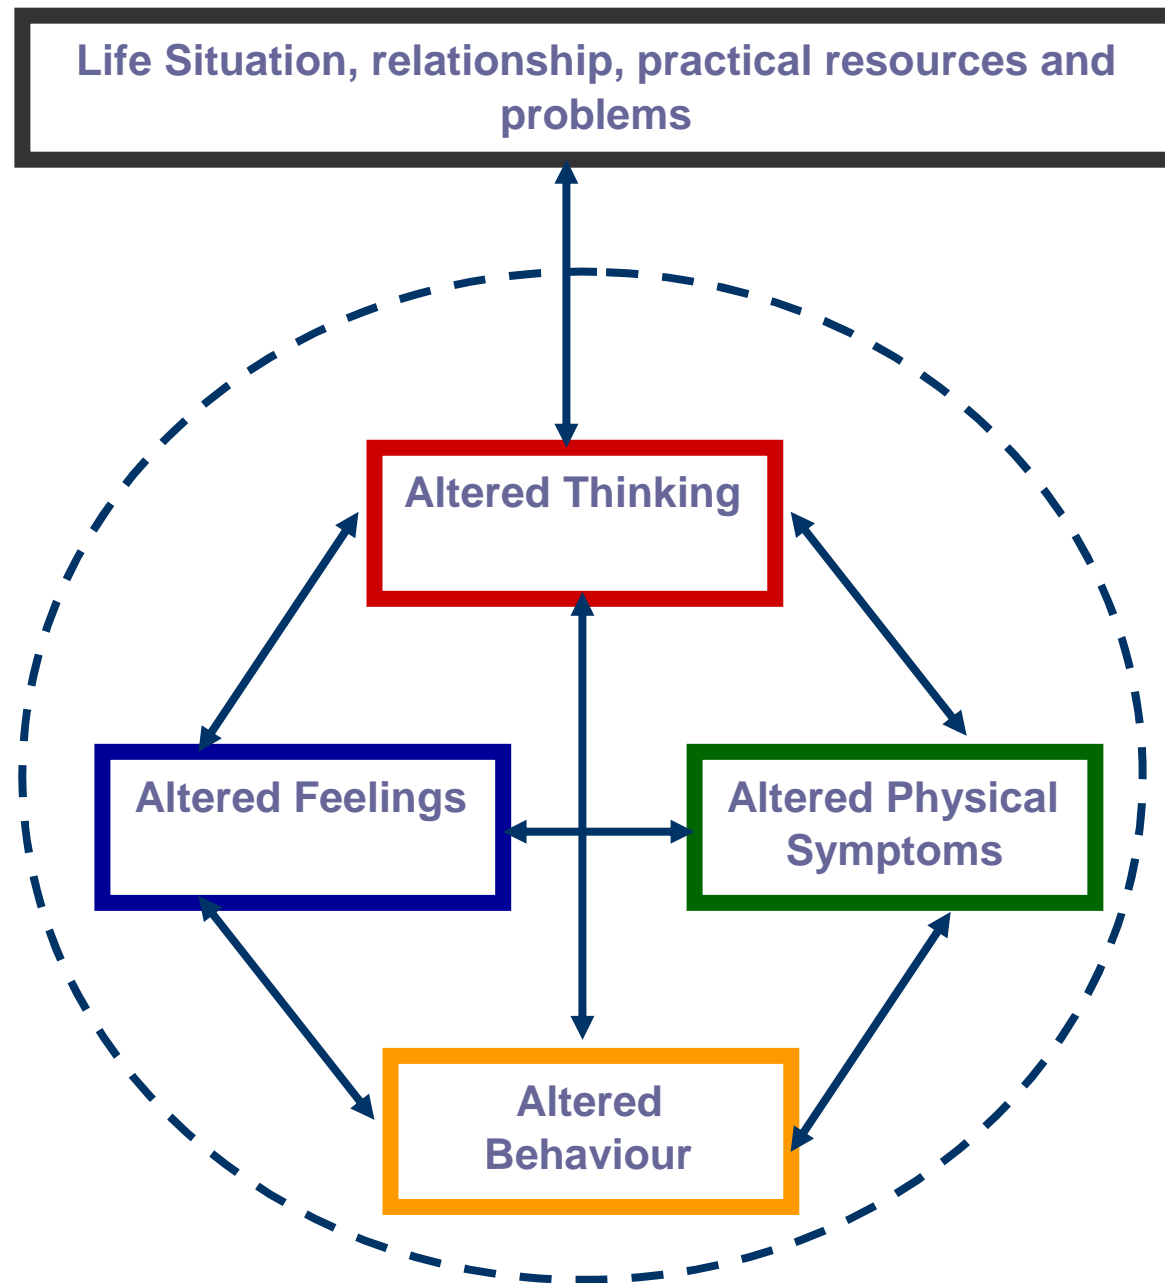 Life Situation, relationship, practical resources and
problems
Altered Thinking
Altered Feelings
Altered Physical
Symptoms
Altered
Behaviour